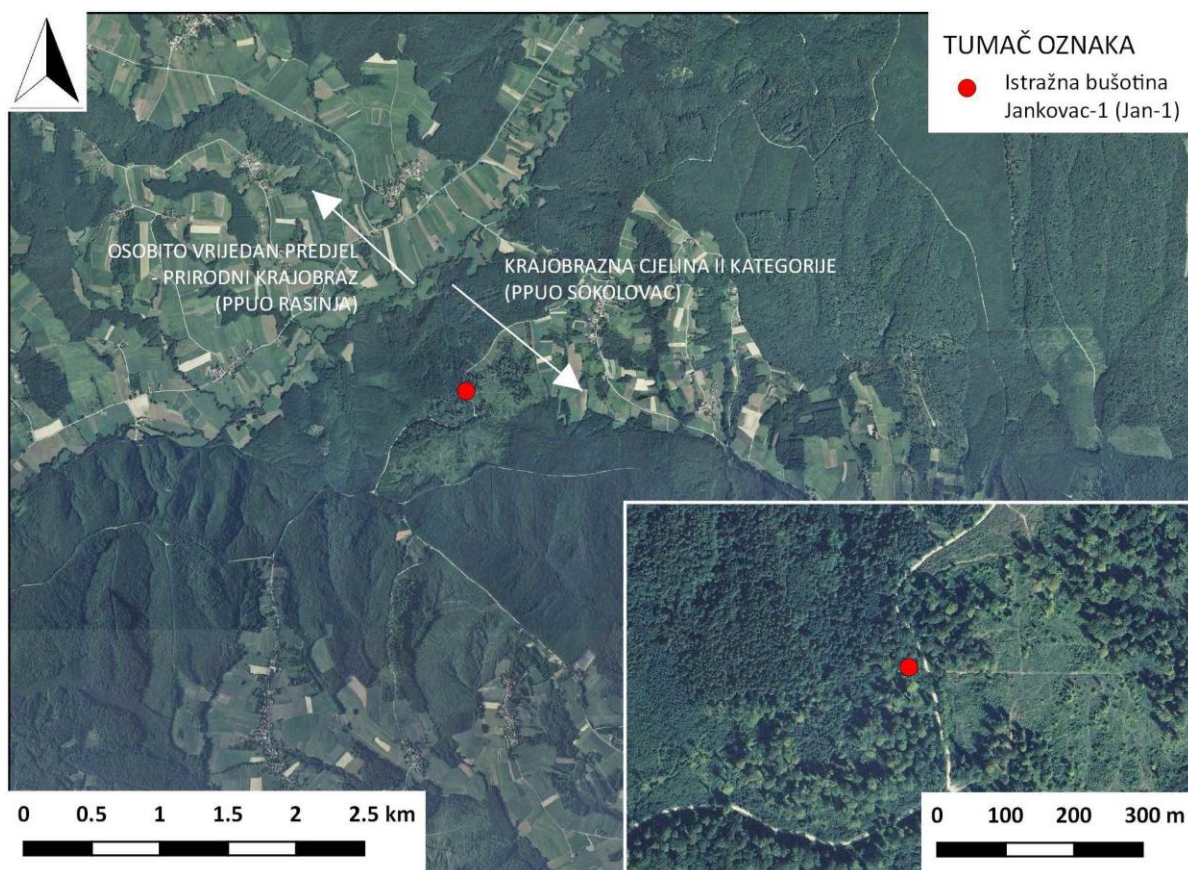 TUMAČ OZNAKA
Istražna bušotina
Jankovac-1 (Jan-1)
OSOBITO VRIJEDAN PREDJEL
- PRIRODNI KRAJOBRAZ
(PPUO RASINJA)
KRAJOBRAZNA CJELINA II KATEGORIJE
(PPUO SOKOLOVAC)
0 0.5 1 1.5 2 2.5 km
0 100 200 300 m